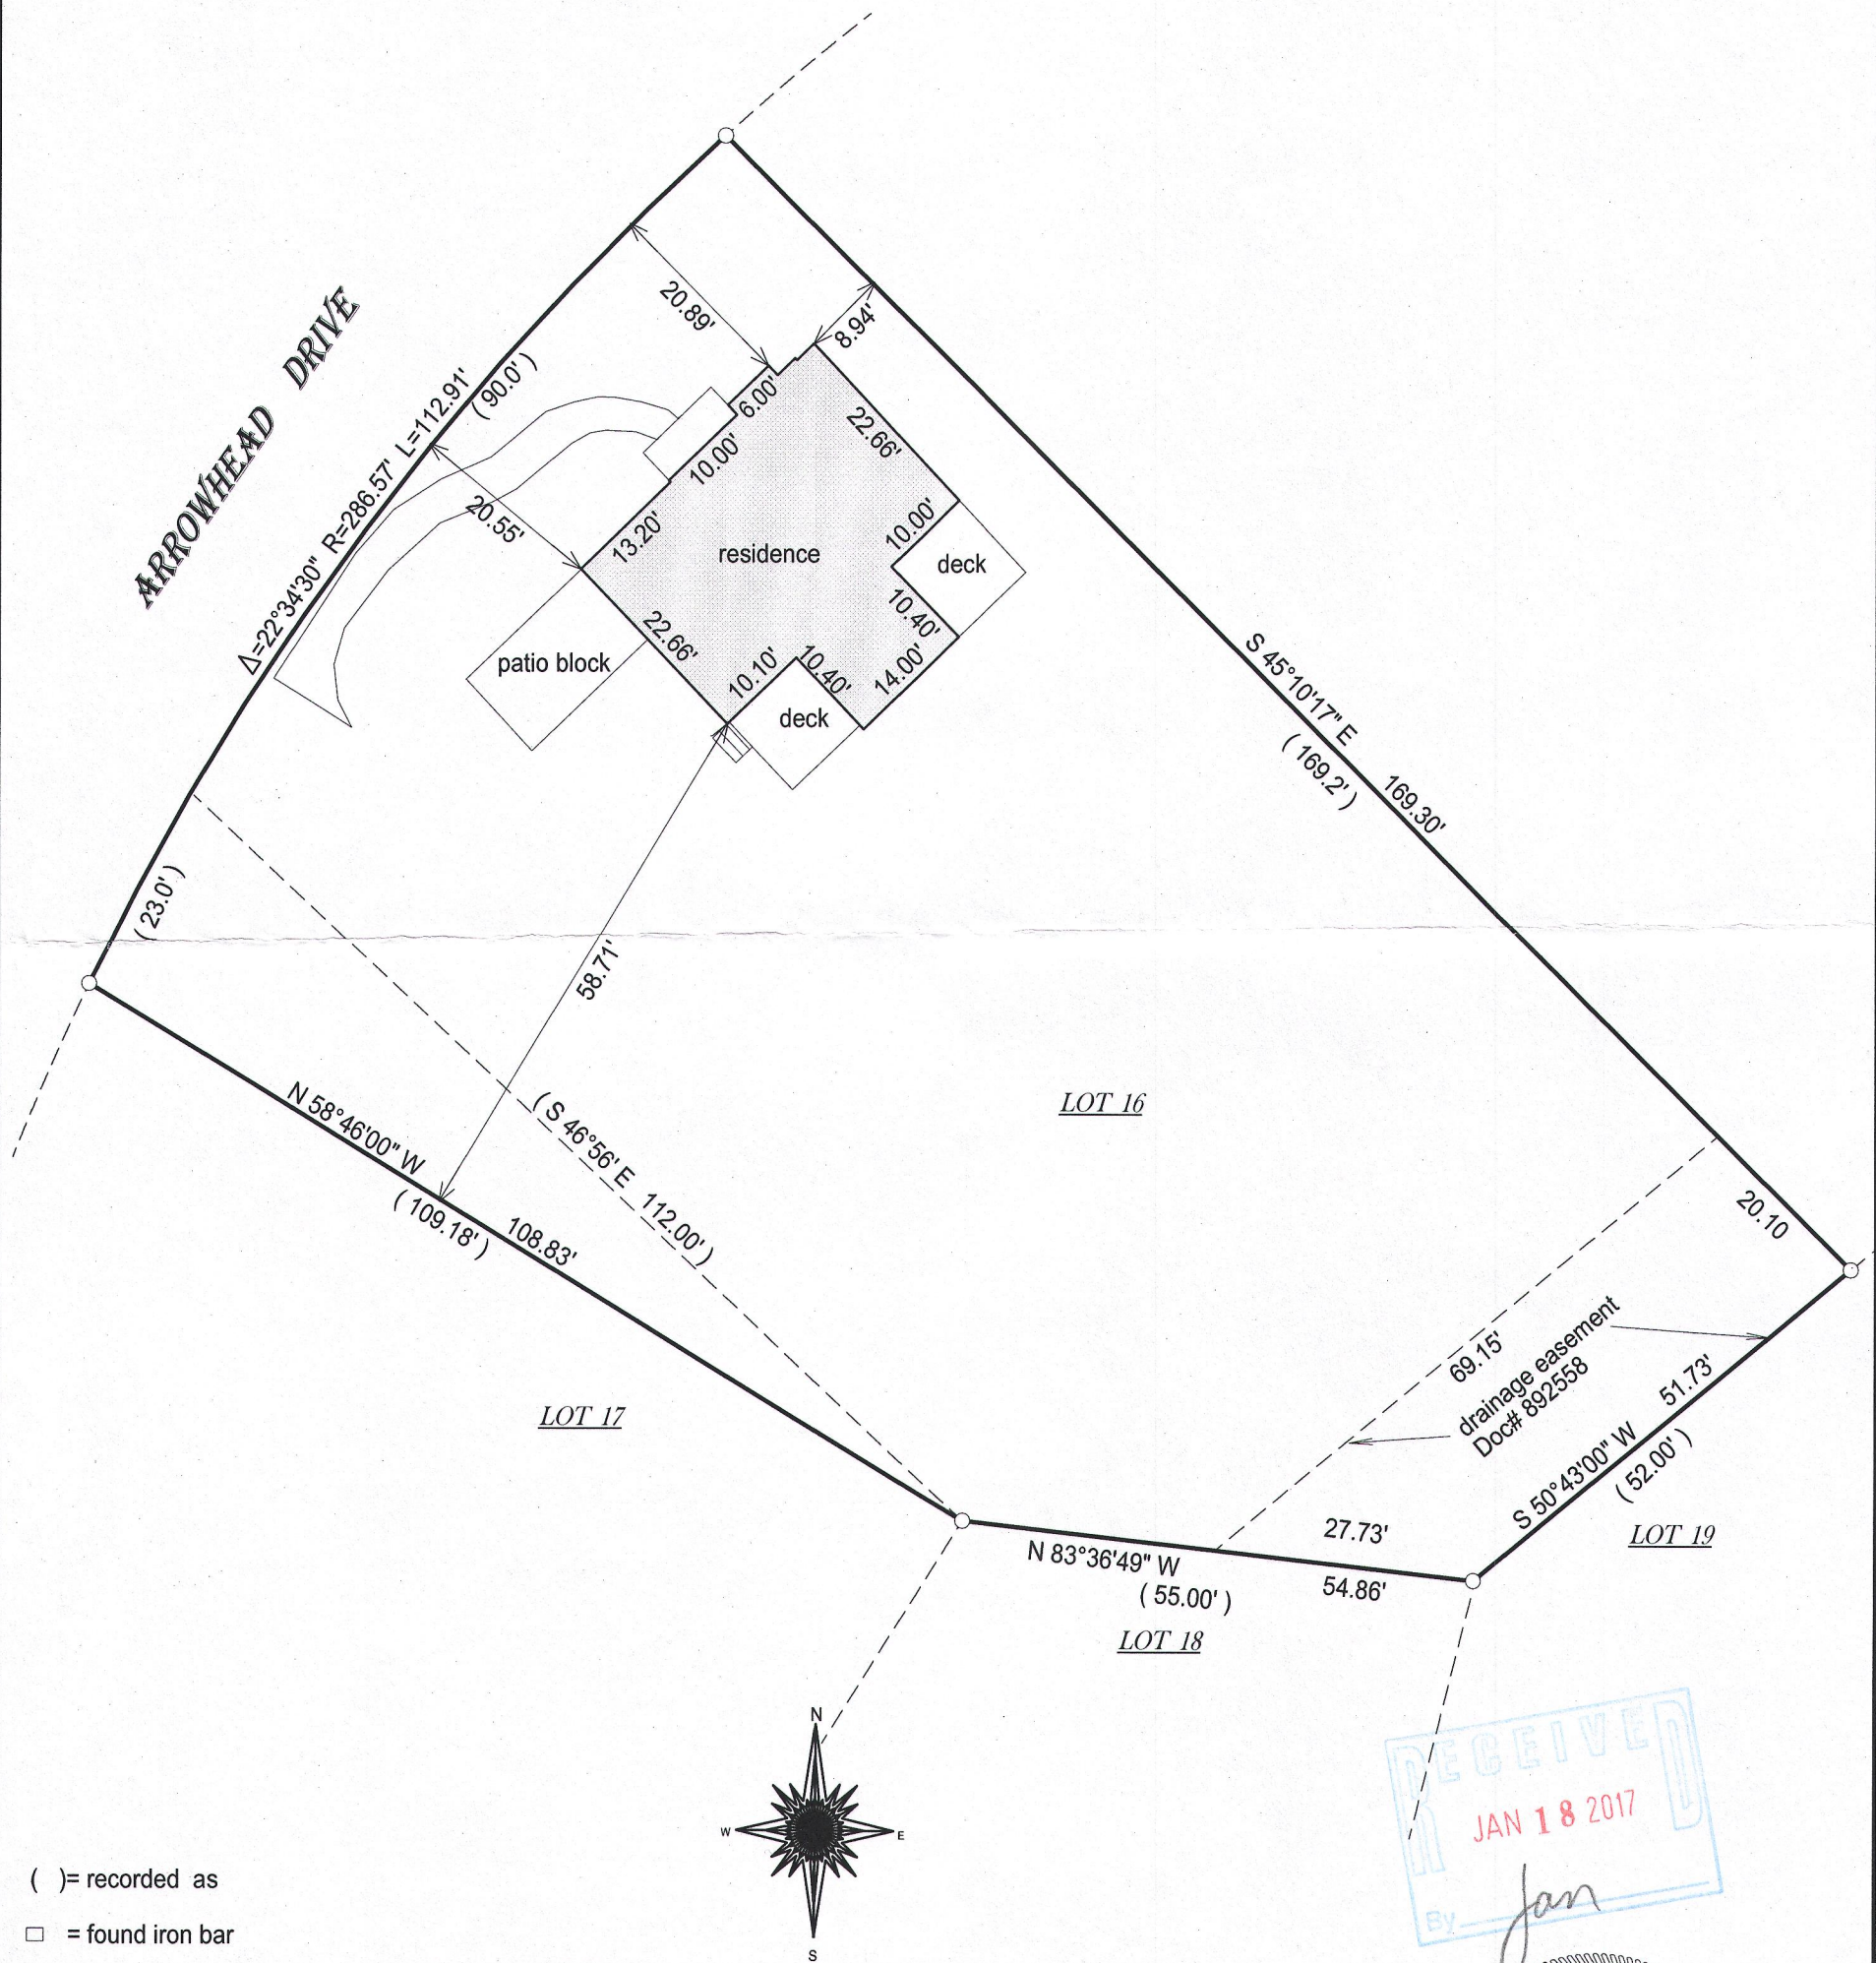 ARROWHEAD DRIVE
Δ=22°34'30" R=286.57' L=112.91'
( 90.0' )
20.89'
8.94'
6.00'
22.66'
10.00'
20.55'
13.20'
residence
10.00'
deck
10.40'
22.66'
patio block
10.10'
10.40'
14.00'
deck
S 45°10'17" E
169.30'
( 169.2' )
( 23.0' )
58.71'
N 58°46'00" W
108.83'
( 109.18' )
( S 46°56' E 112.00' )
LOT 16
20.10
69.15'
drainage easement
Doc# 892558
51.73'
S 50°43'00" W
( 52.00' )
LOT 17
27.73'
N 83°36'49" W
54.86'
( 55.00' )
LOT 19
LOT 18
N
W
E
S
RECEIVED
JAN 18 2017
By Jan
( )= recorded as
□ = found iron bar